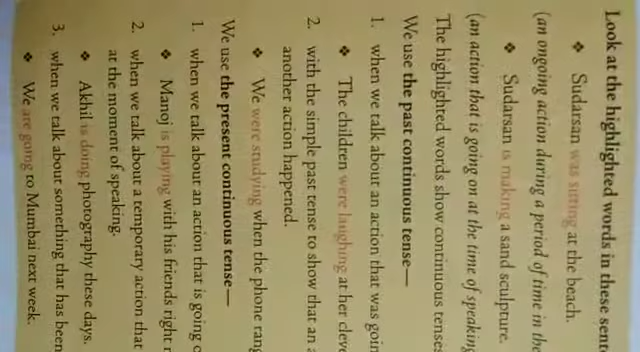 Look at the highlighted words in these
❖ Sudarsan was sitting at the beach.
(an ongoing action during a period of time in the
❖ Sudarsan is making a sand sculpture.
(an action that is going on at the time of speaking
The highlighted words show continuous tenses
We use the past continuous tense—
1. when we talk about an action that was
❖ The children were laughing at her
2. with the simple past tense to show that an
another action happened.
❖ We were studying when the phone
We use the present continuous tense—
1. when we talk about an action that is going
❖ Manoj is playing with his friends right
2. when we talk about a temporary action that
at the moment of speaking.
❖ Akhil is doing photography these days.
3. when we talk about something that has been
❖ We are going to Mumbai next week.